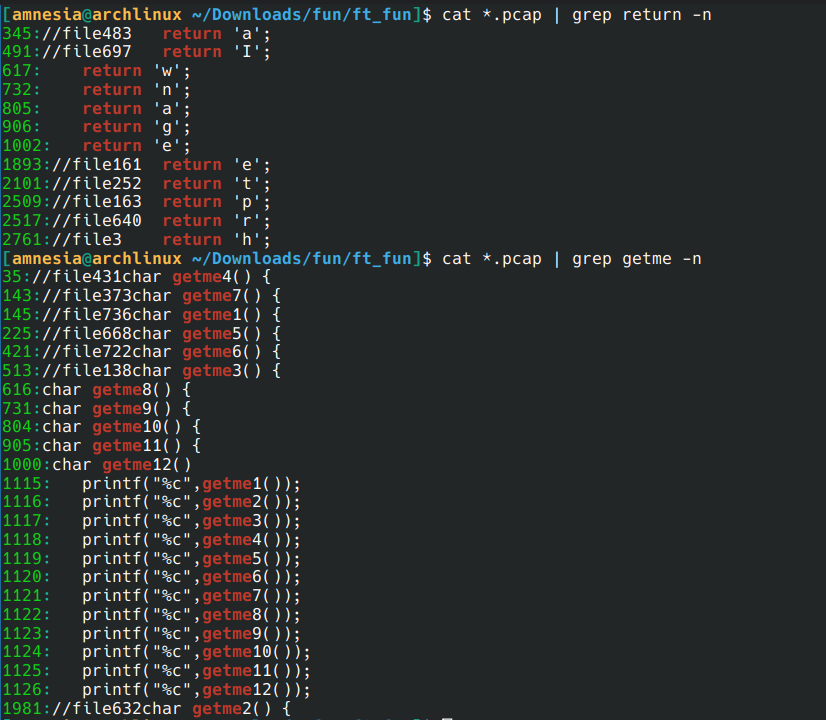 [amnesia@archlinux ~/Downloads/fun/ft_fun]$ cat *.pcap | grep return -n
345://file483   return 'a';
491://file697   return 'I';
617:    return 'w';
732:    return 'n';
805:    return 'a';
906:    return 'g';
1002:   return 'e';
1893://file161  return 'e';
2101://file252  return 't';
2509://file163  return 'p';
2517://file640  return 'r';
2761://file3    return 'h';
[amnesia@archlinux ~/Downloads/fun/ft_fun]$ cat *.pcap | grep getme -n
35://file431char getme4() {
143://file373char getme7() {
145://file736char getme1() {
225://file668char getme5() {
421://file722char getme6() {
513://file138char getme3() {
616:char getme8() {
731:char getme9() {
804:char getme10() {
905:char getme11() {
1000:char getme12()
1115:   printf("%c",getme1());
1116:   printf("%c",getme2());
1117:   printf("%c",getme3());
1118:   printf("%c",getme4());
1119:   printf("%c",getme5());
1120:   printf("%c",getme6());
1121:   printf("%c",getme7());
1122:   printf("%c",getme8());
1123:   printf("%c",getme9());
1124:   printf("%c",getme10());
1125:   printf("%c",getme11());
1126:   printf("%c",getme12());
1981://file632char getme2() {